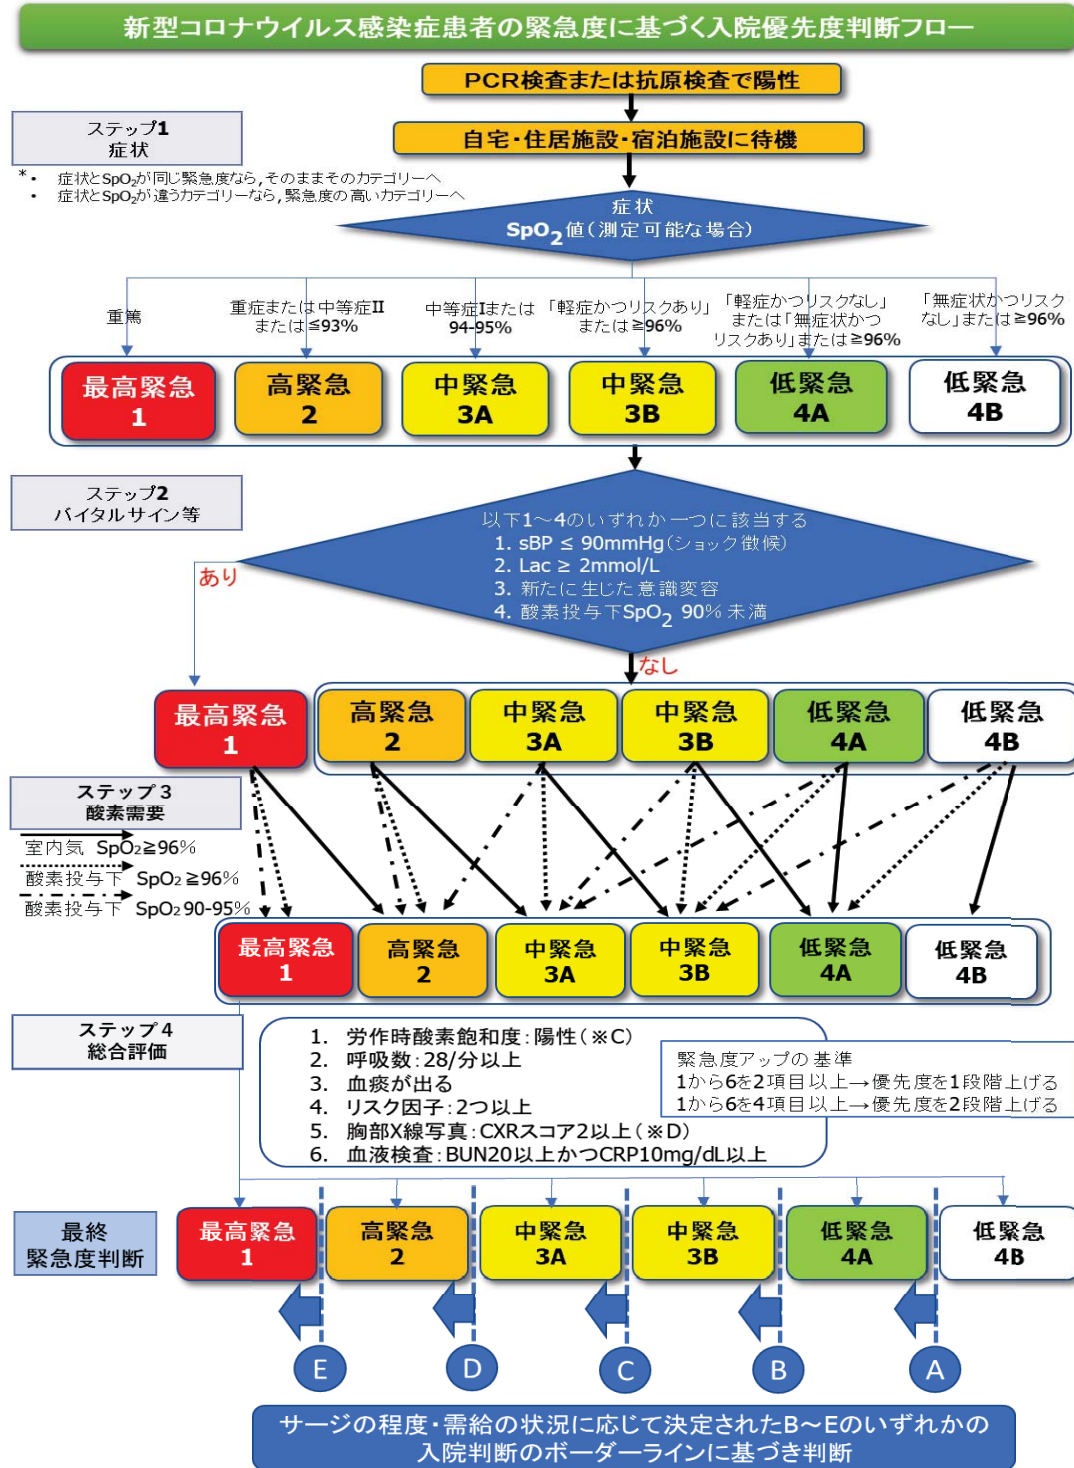 新型コロナウイルス感染症患者の緊急度に基づく入院優先度判断フロー
PCR検査または抗原検査で陽性
自宅・住居施設・宿泊施設に待機
ステップ1
症状
*・ 症状とSpO₂が同じ緊急度なら,そのままそのカテゴリーへ
・ 症状とSpO₂が違うカテゴリーなら,緊急度の高いカテゴリーへ
症状
SpO₂値(測定可能な場合)
重篤
重症または中等症II
または≦93%
中等症Iまたは
94-95%
「軽症かつリスクあり」
または≧96%
「軽症かつリスクなし」
または「無症状かつ
リスクあり」または≧96%
「無症状かつリスク
なし」または≧96%
最高緊急
1
高緊急
2
中緊急
3A
中緊急
3B
低緊急
4A
低緊急
4B
ステップ2
バイタルサイン等
以下1～4のいずれか一つに該当する
1. sBP ≤ 90mmHg(ショック徴候)
2. Lac ≥ 2mmol/L
3. 新たに生じた意識変容
4. 酸素投与下SpO₂ 90%未満
あり
なし
最高緊急
1
高緊急
2
中緊急
3A
中緊急
3B
低緊急
4A
低緊急
4B
ステップ3
酸素需要
室内気 SpO₂≧96%
酸素投与下 SpO₂≧96%
酸素投与下 SpO₂90-95%
最高緊急
1
高緊急
2
中緊急
3A
中緊急
3B
低緊急
4A
低緊急
4B
ステップ4
総合評価
1. 労作時酸素飽和度:陽性(※C)
2. 呼吸数:28/分以上
3. 血痰が出る
4. リスク因子:2つ以上
5. 胸部X線写真:CXRスコア2以上(※D)
6. 血液検査:BUN20以上かつCRP10mg/dL以上
緊急度アップの基準
1から6を2項目以上→優先度を1段階上げる
1から6を4項目以上→優先度を2段階上げる
最終
緊急度判断
最高緊急
1
高緊急
2
中緊急
3A
中緊急
3B
低緊急
4A
低緊急
4B
E
D
C
B
A
サージの程度・需給の状況に応じて決定されたB～Eのいずれかの
入院判断のボーダーラインに基づき判断